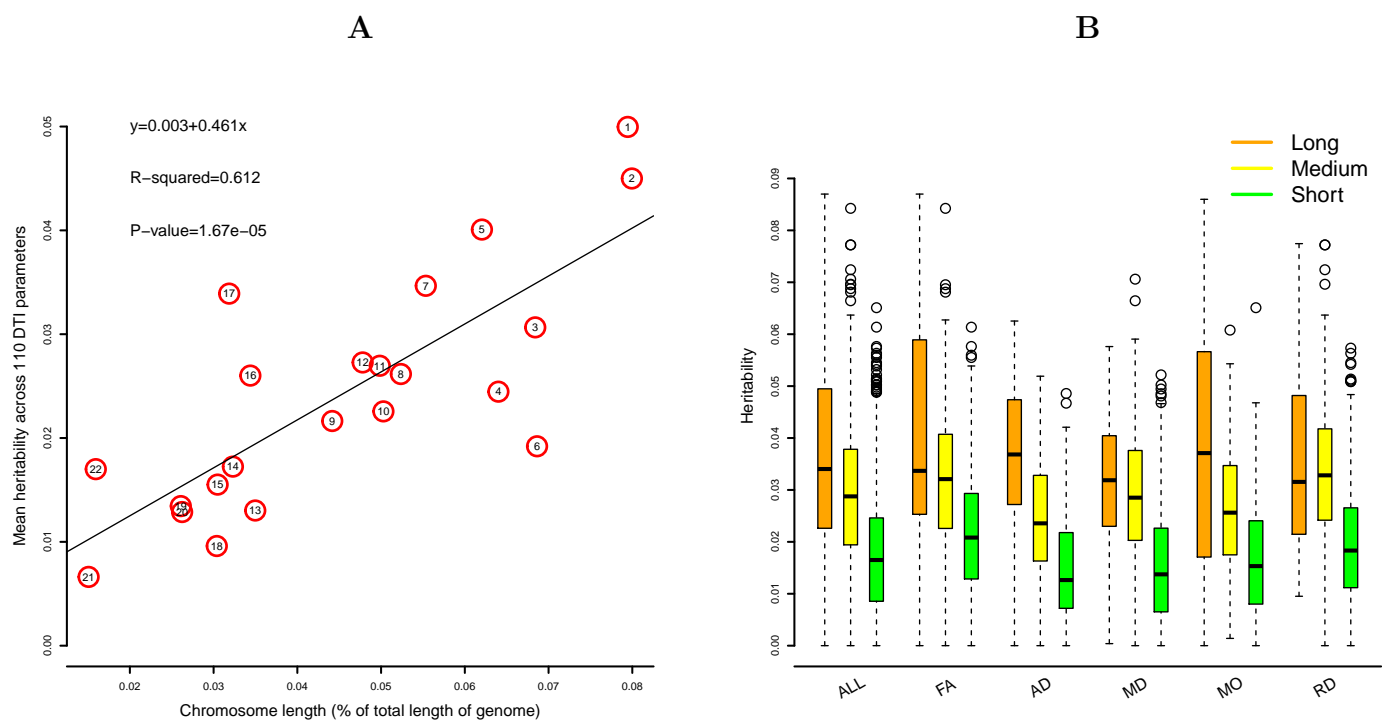 A
B
y=0.003+0.461x
R−squared=0.612
P−value=1.67e−05
Mean heritability across 110 DTI parameters
0.05
0.04
0.03
0.02
0.01
0.00
1
2
5
7
17
3
12
11
8
16
4
10
9
6
14
22
15
19
20
13
18
21
0.02 0.03 0.04 0.05 0.06 0.07 0.08
Chromosome length (% of total length of genome)
Long
Medium
Short
Heritability
0.09
0.08
0.07
0.06
0.05
0.04
0.03
0.02
0.01
0.00
ALL FA AD MD MO RD